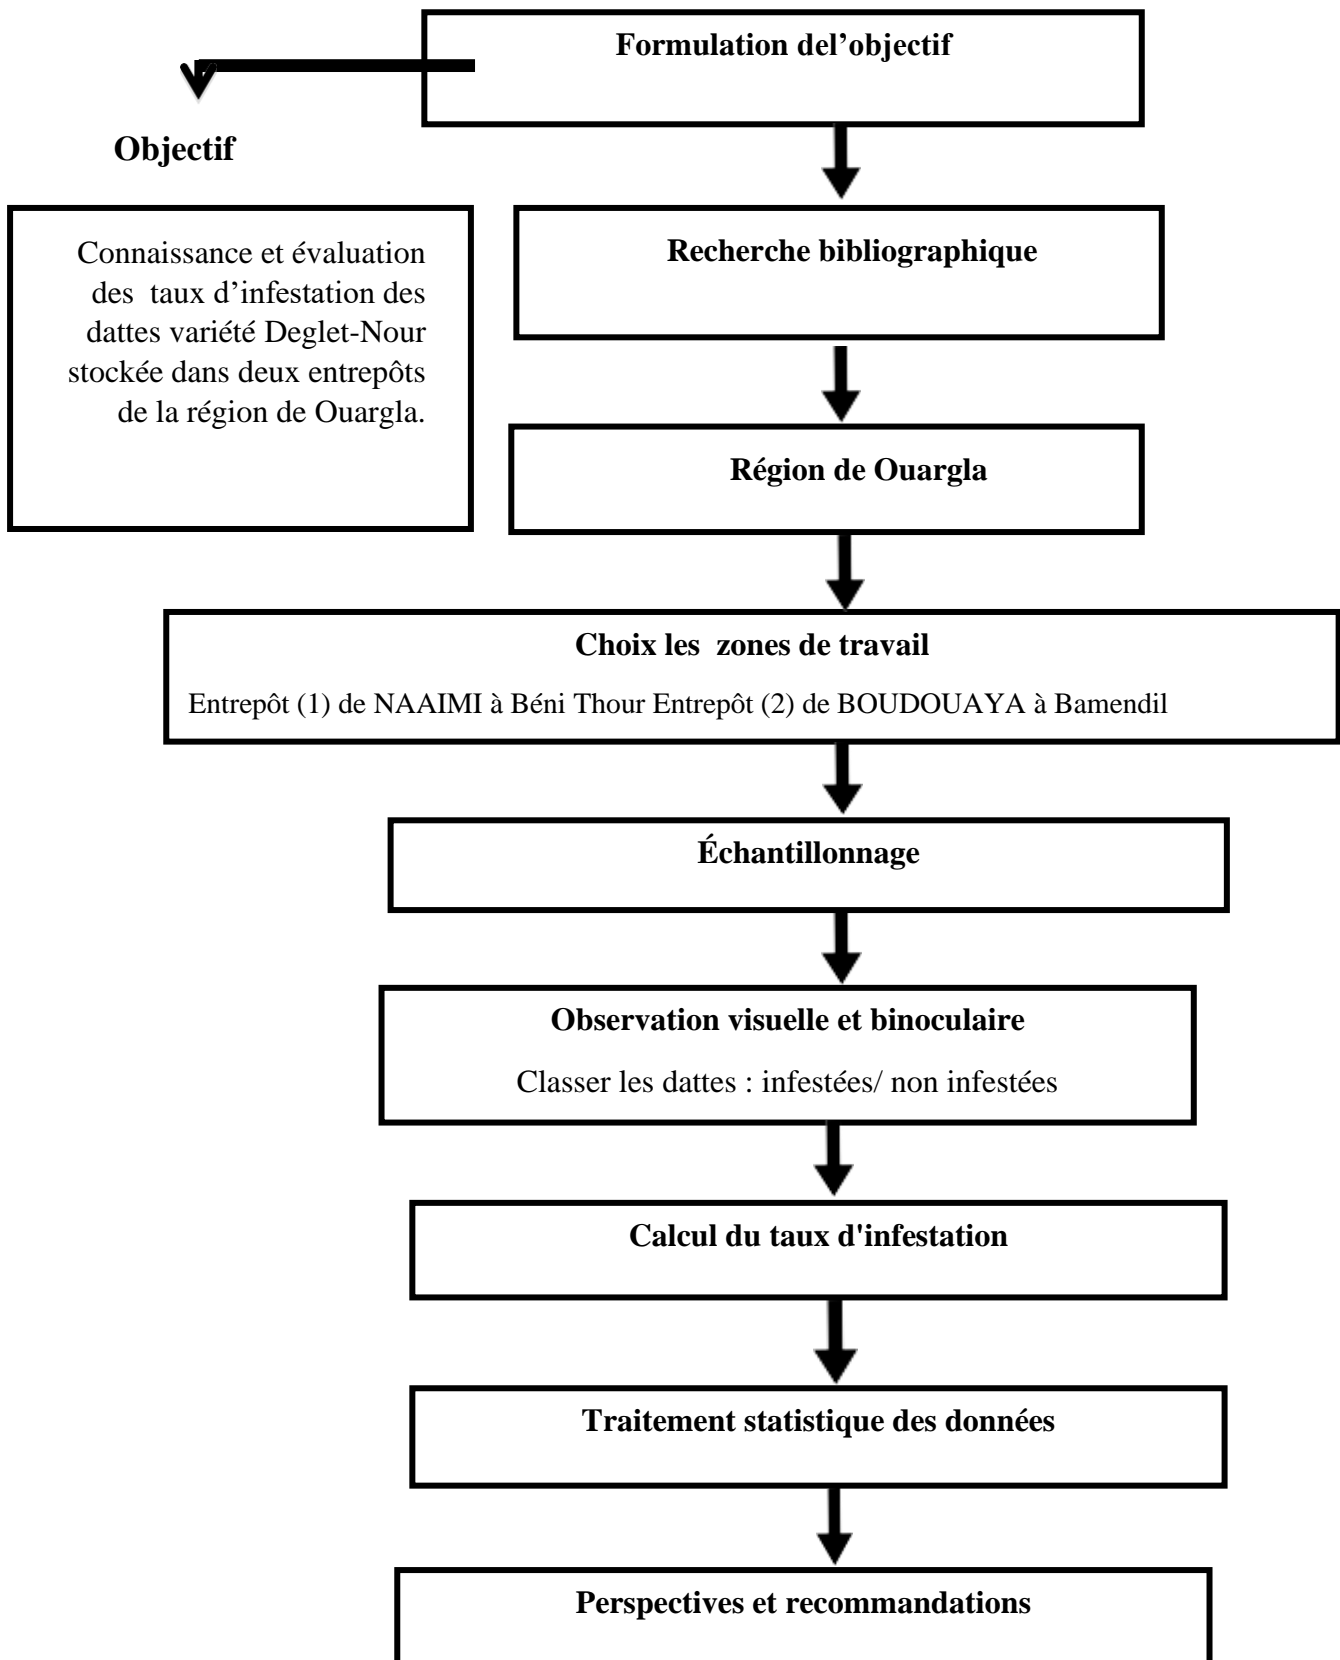 Formulation del’objectif
Objectif
Connaissance et évaluation
des  taux d’infestation des
dattes variété Deglet-Nour
stockée dans deux entrepôts
de la région de Ouargla.
Recherche bibliographique
Région de Ouargla
Choix les  zones de travail
Entrepôt (1) de NAAIMI à Béni Thour Entrepôt (2) de BOUDOUAYA à Bamendil
Échantillonnage
Observation visuelle et binoculaire
Classer les dattes : infestées/ non infestées
Calcul du taux d'infestation
Traitement statistique des données
Perspectives et recommandations